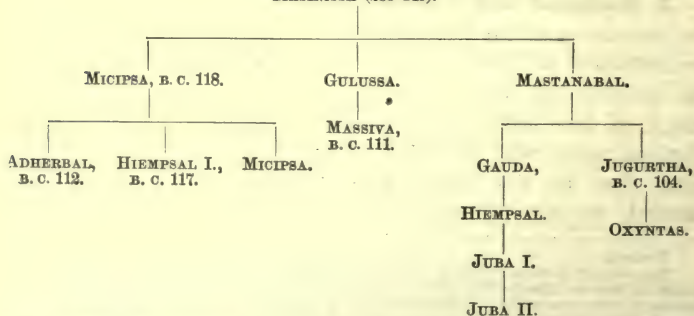 MICIPSA, B. C. 118. GULUSSA. MASTANABAL.
MASSIVA,
B. C. 111.
ADHERBAL, HIEMPSAL I., MICIPSA. GAUDA, JUGURTHA,
B. C. 112. B. C. 117. B. C. 104.
HIEMPSAL. OXYNTAS.
JUBA I.
JUBA II.